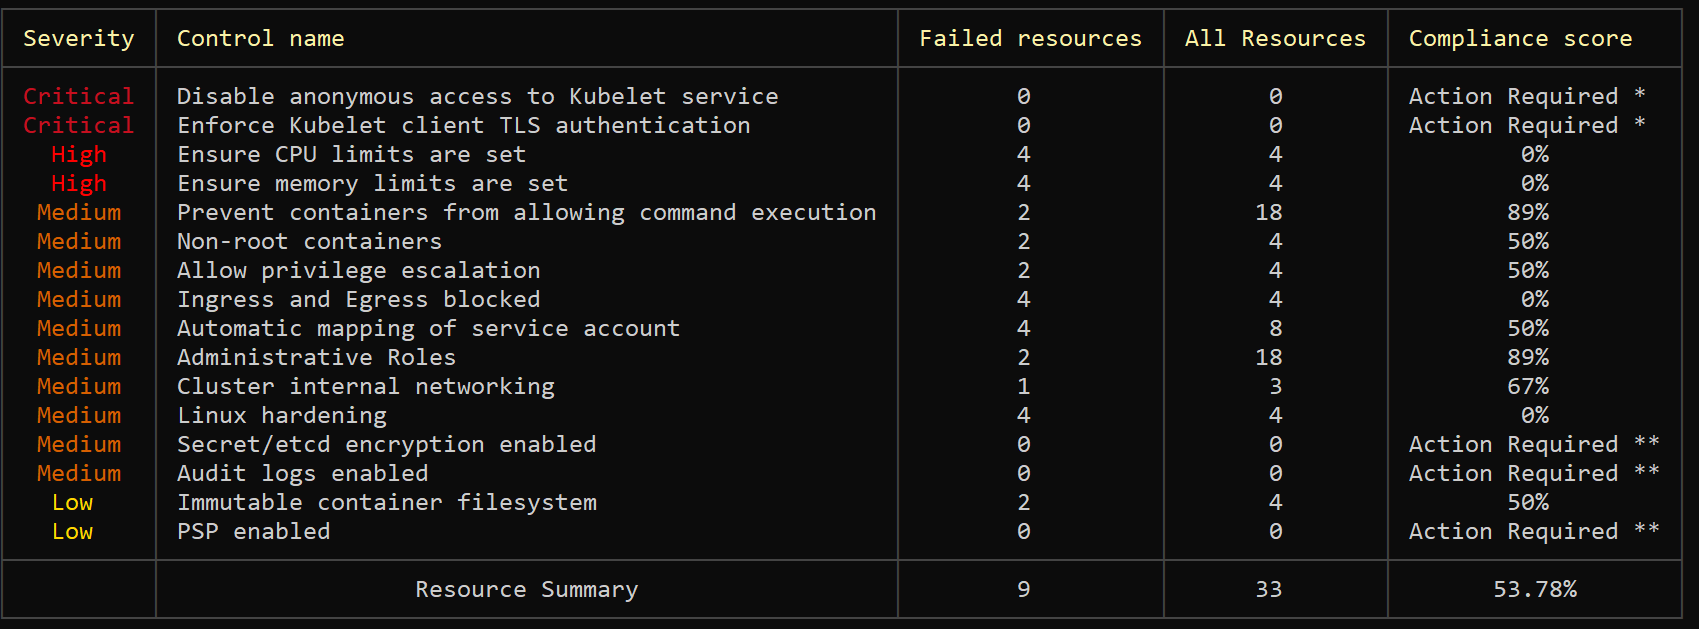 Severity Control name Failed resources All Resources Compliance score
Critical Disable anonymous access to Kubelet service 0 0 Action Required *
Critical Enforce Kubelet client TLS authentication 0 0 Action Required *
High Ensure CPU limits are set 4 4 0%
High Ensure memory limits are set 4 4 0%
Medium Prevent containers from allowing command execution 2 18 89%
Medium Non-root containers 2 4 50%
Medium Allow privilege escalation 2 4 50%
Medium Ingress and Egress blocked 4 4 0%
Medium Automatic mapping of service account 4 8 50%
Medium Administrative Roles 2 18 89%
Medium Cluster internal networking 1 3 67%
Medium Linux hardening 4 4 0%
Medium Secret/etcd encryption enabled 0 0 Action Required **
Medium Audit logs enabled 0 0 Action Required **
Low Immutable container filesystem 2 4 50%
Low PSP enabled 0 0 Action Required **
Resource Summary 9 33 53.78%